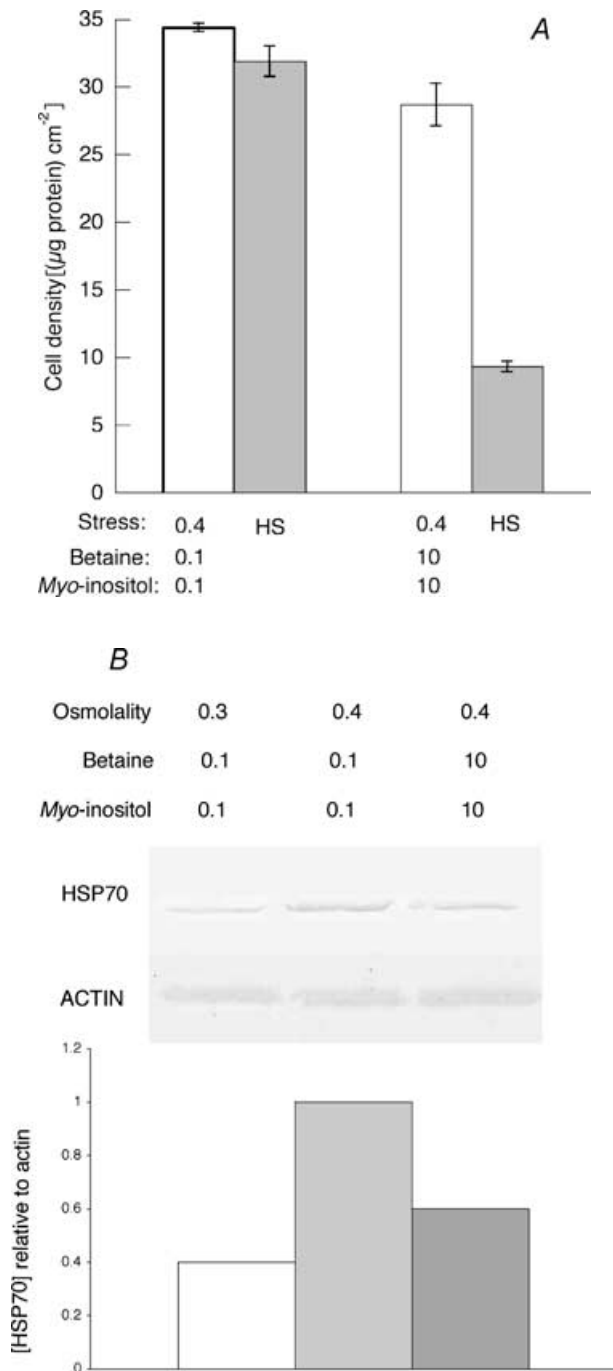 A
35
30
25
20
15
10
5
0
Cell density [(µg protein) cm-2]
Stress: 0.4 HS 0.4 HS
Betaine: 0.1 10
Myo-inositol: 0.1 10
B
Osmolality 0.3 0.4 0.4
Betaine 0.1 0.1 10
Myo-inositol 0.1 0.1 10
HSP70
ACTIN
1.2
1
0.8
0.6
0.4
0.2
0
[HSP70] relative to actin